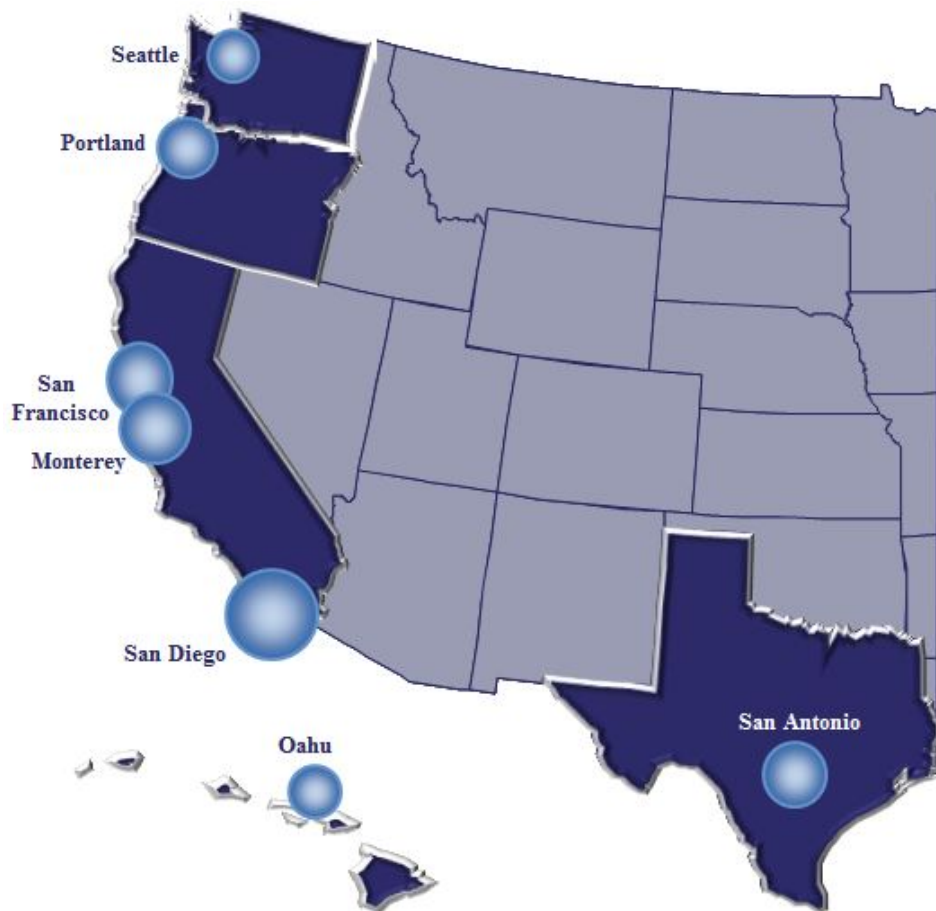 Seattle
Portland
San
Francisco
Monterey
San Diego
San Antonio
Oahu